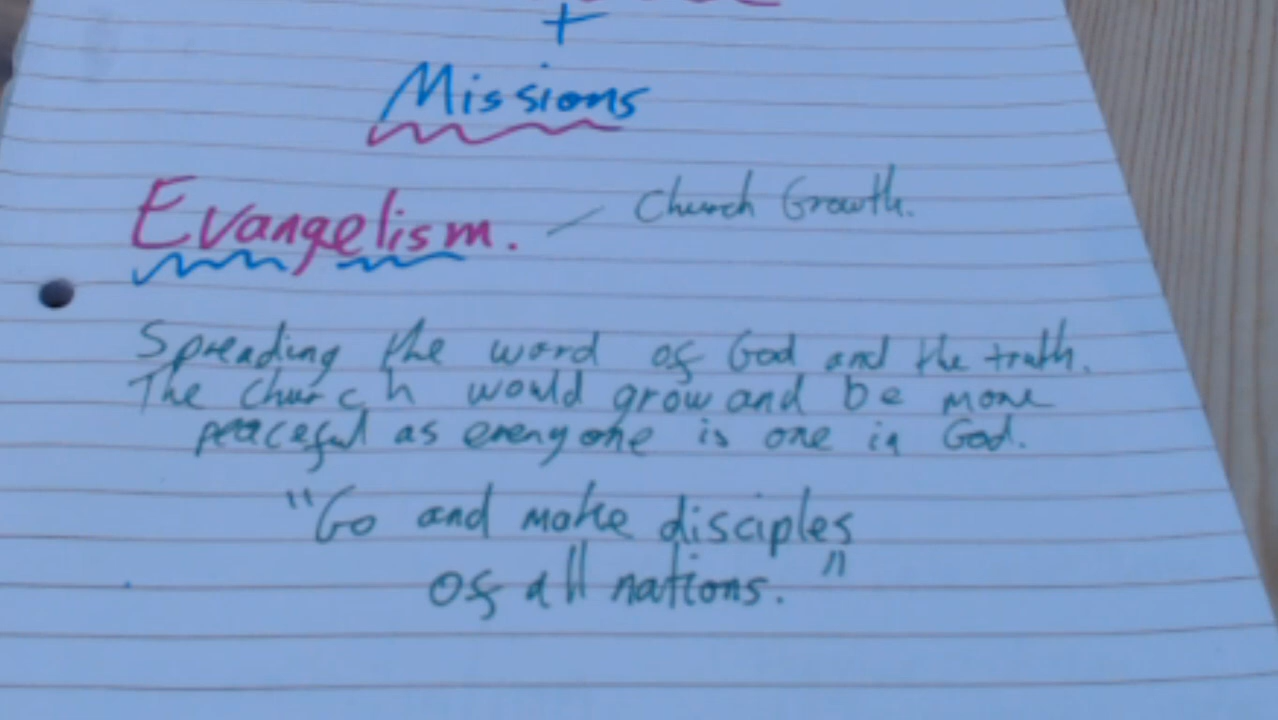 +
Missions
Evangelism. — Church Growth.
Spreading the word of God and the truth.
The church would grow and be more
peaceful as everyone is one in God.
"Go and make disciples
of all nations."